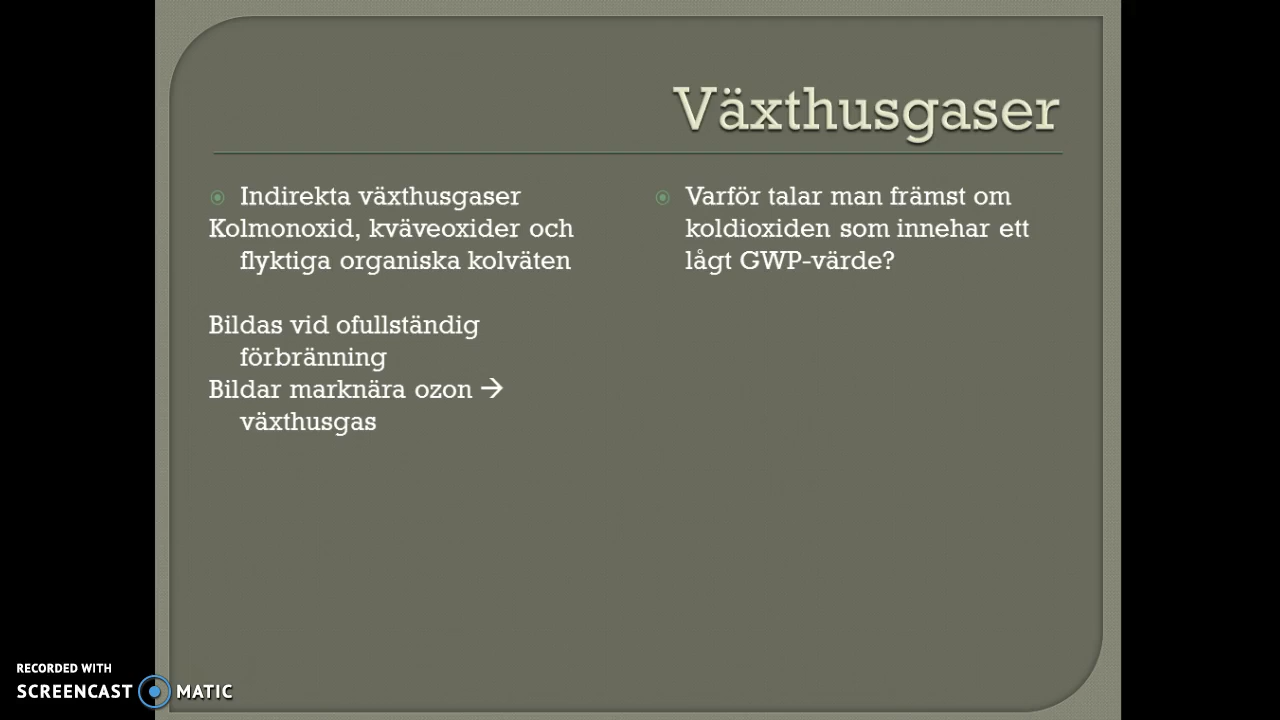 Växthusgaser
Indirekta växthusgaser
Kolmonoxid, kväveoxider och
flyktiga organiska kolväten
Bildas vid ofullständig
förbränning
Bildar marknära ozon →
växthusgas
Varför talar man främst om
koldioxiden som innehar ett
lågt GWP-värde?
RECORDED WITH
SCREENCAST MATIC